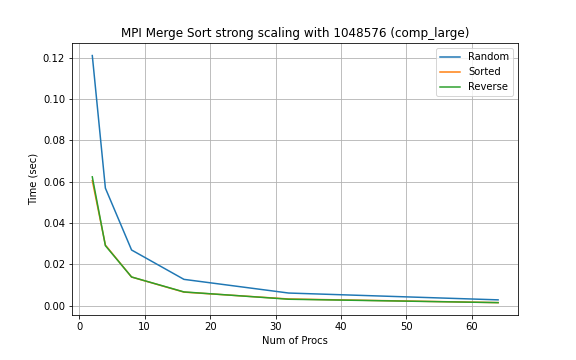 MPI Merge Sort strong scaling with 1048576 (comp_large)
Random
Sorted
Reverse
Time (sec)
0.12
0.10
0.08
0.06
0.04
0.02
0.00
0 10 20 30 40 50 60
Num of Procs